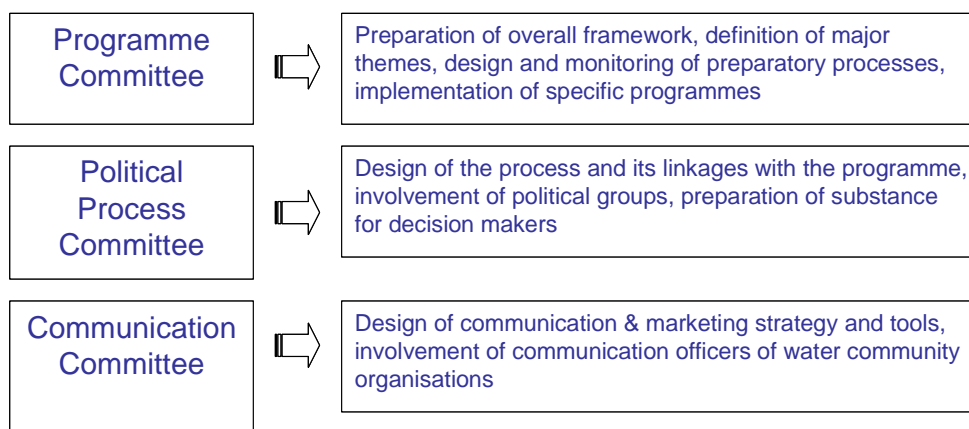 Programme
Committee
Preparation of overall framework, definition of major
themes, design and monitoring of preparatory processes,
implementation of specific programmes
Political
Process
Committee
Design of the process and its linkages with the programme,
involvement of political groups, preparation of substance
for decision makers
Communication
Committee
Design of communication & marketing strategy and tools,
involvement of communication officers of water community
organisations